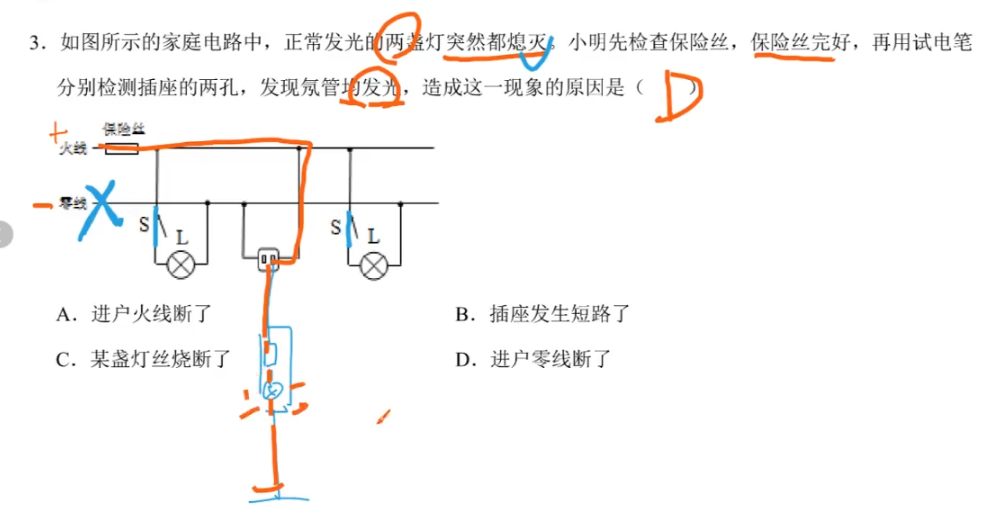 3．如图所示的家庭电路中，正常发光的两盏灯突然都熄灭。小明先检查保险丝，保险丝完好，再用试电笔
分别检测插座的两孔，发现氖管均发光，造成这一现象的原因是（ D ）
+
保险丝
火线
- 零线
S
L
S
L
A．进户火线断了
B．插座发生短路了
C．某盏灯丝烧断了
D．进户零线断了